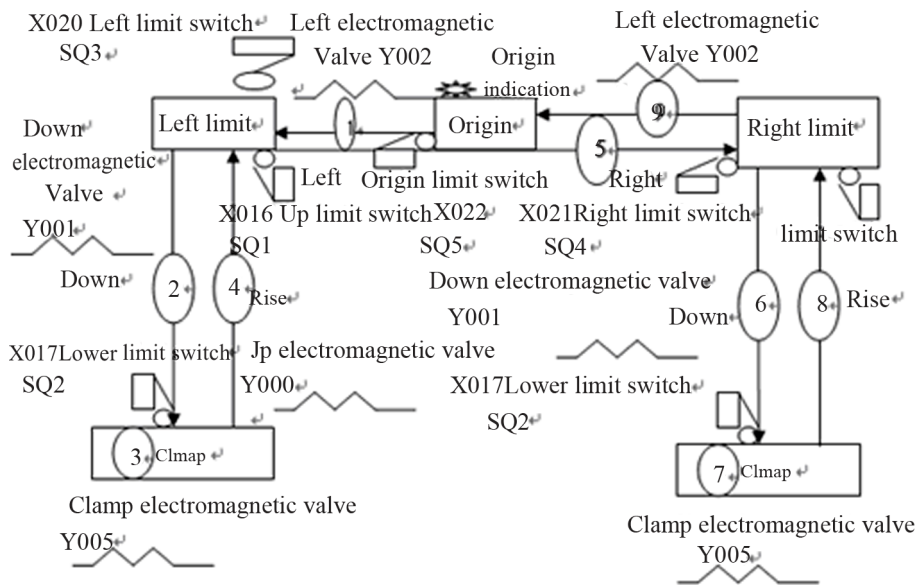 X020 Left limit switch
SQ3
Left electromagnetic
Valve Y002
Origin
indication
Left electromagnetic
Valve Y002
Left limit
1
Origin
9
5
Right limit
Down
electromagnetic
Valve
Y001
Left
Origin limit switch
Right
X016 Up limit switch
SQ1
X022
SQ5
X021Right limit switch
SQ4
limit switch
Down
2
4
Rise
Down electromagnetic valve
Y001
Down
6
8
Rise
X017Lower limit switch
SQ2
Jp electromagnetic valve
Y000
X017Lower limit switch
SQ2
3
Clmap
7
Clmap
Clamp electromagnetic valve
Y005
Clamp electromagnetic valve
Y005